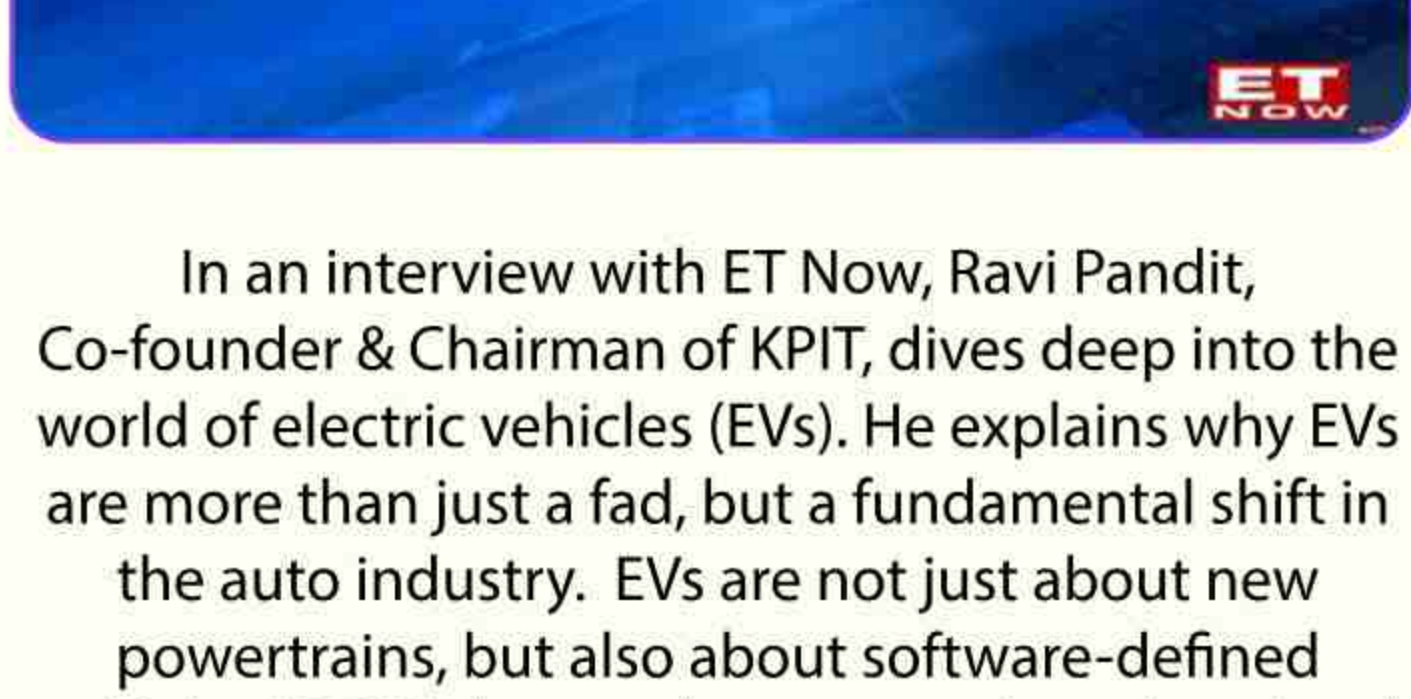 ET
NOW
In an interview with ET Now, Ravi Pandit,
Co-founder & Chairman of KPIT, dives deep into the
world of electric vehicles (EVs). He explains why EVs
are more than just a fad, but a fundamental shift in
the auto industry.  EVs are not just about new
powertrains, but also about software-defined